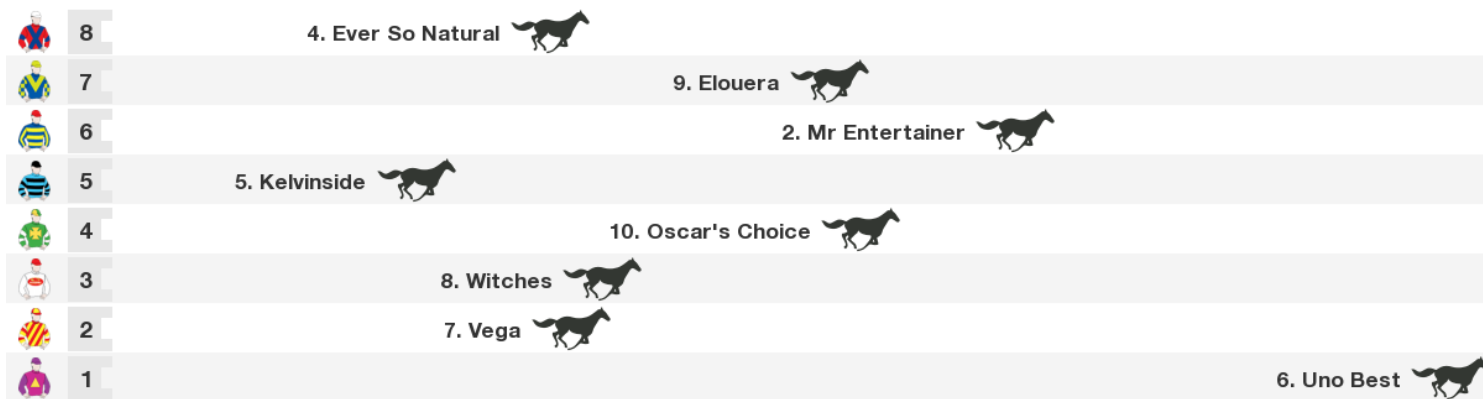 8 4. Ever So Natural
7 9. Elouera
6 2. Mr Entertainer
5 5. Kelvinside
4 10. Oscar's Choice
3 8. Witches
2 7. Vega
1 6. Uno Best